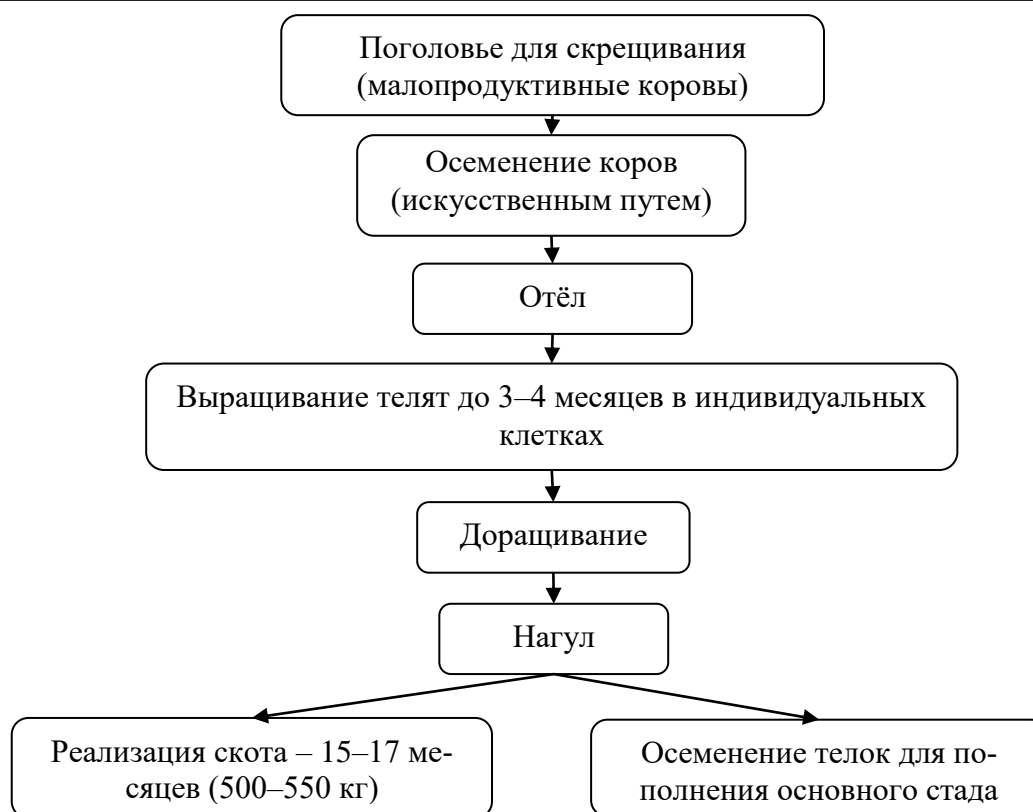 Поголовье для скрещивания
(малопродуктивные коровы)
Осеменение коров
(искусственным путем)
Отёл
Выращивание телят до 3–4 месяцев в индивидуальных
клетках
Доращивание
Нагул
Реализация скота – 15–17 ме-
сяцев (500–550 кг)
Осеменение телок для по-
полнения основного стада